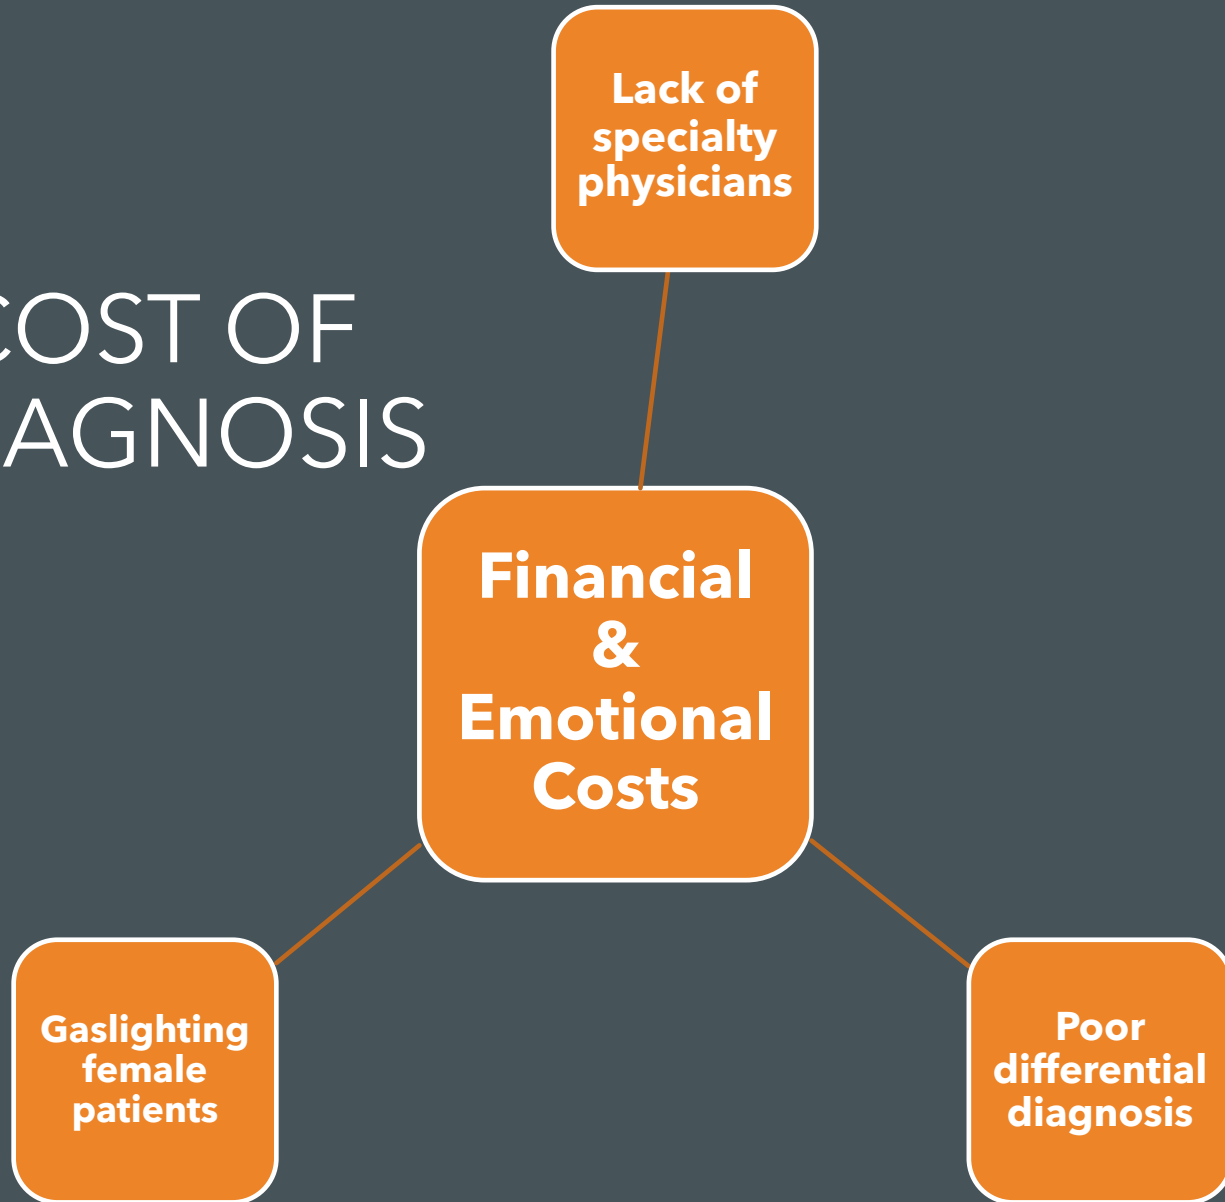 Lack of
specialty
physicians
COST OF
AGNOSIS
Financial
&
Emotional
Costs
Gaslighting
female
patients
Poor
differential
diagnosis